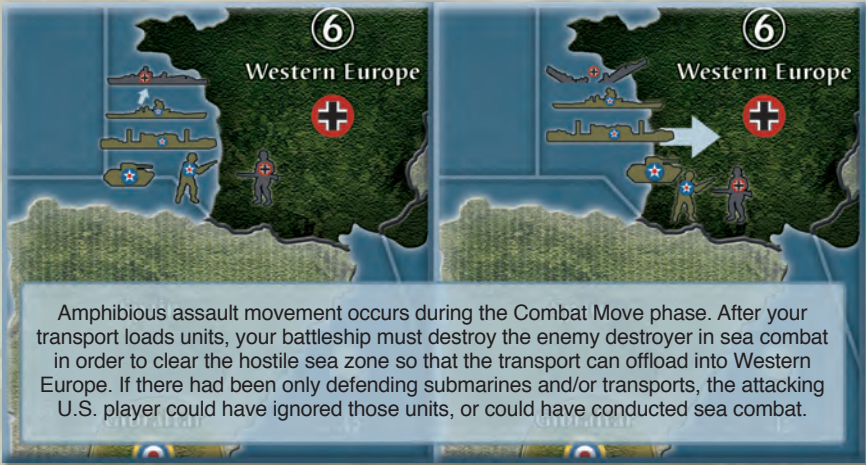 6
Western Europe
6
Western Europe
Amphibious assault movement occurs during the Combat Move phase. After your
transport loads units, your battleship must destroy the enemy destroyer in sea combat
in order to clear the hostile sea zone so that the transport can offload into Western
Europe. If there had been only defending submarines and/or transports, the attacking
U.S. player could have ignored those units, or could have conducted sea combat.
Gibraltar